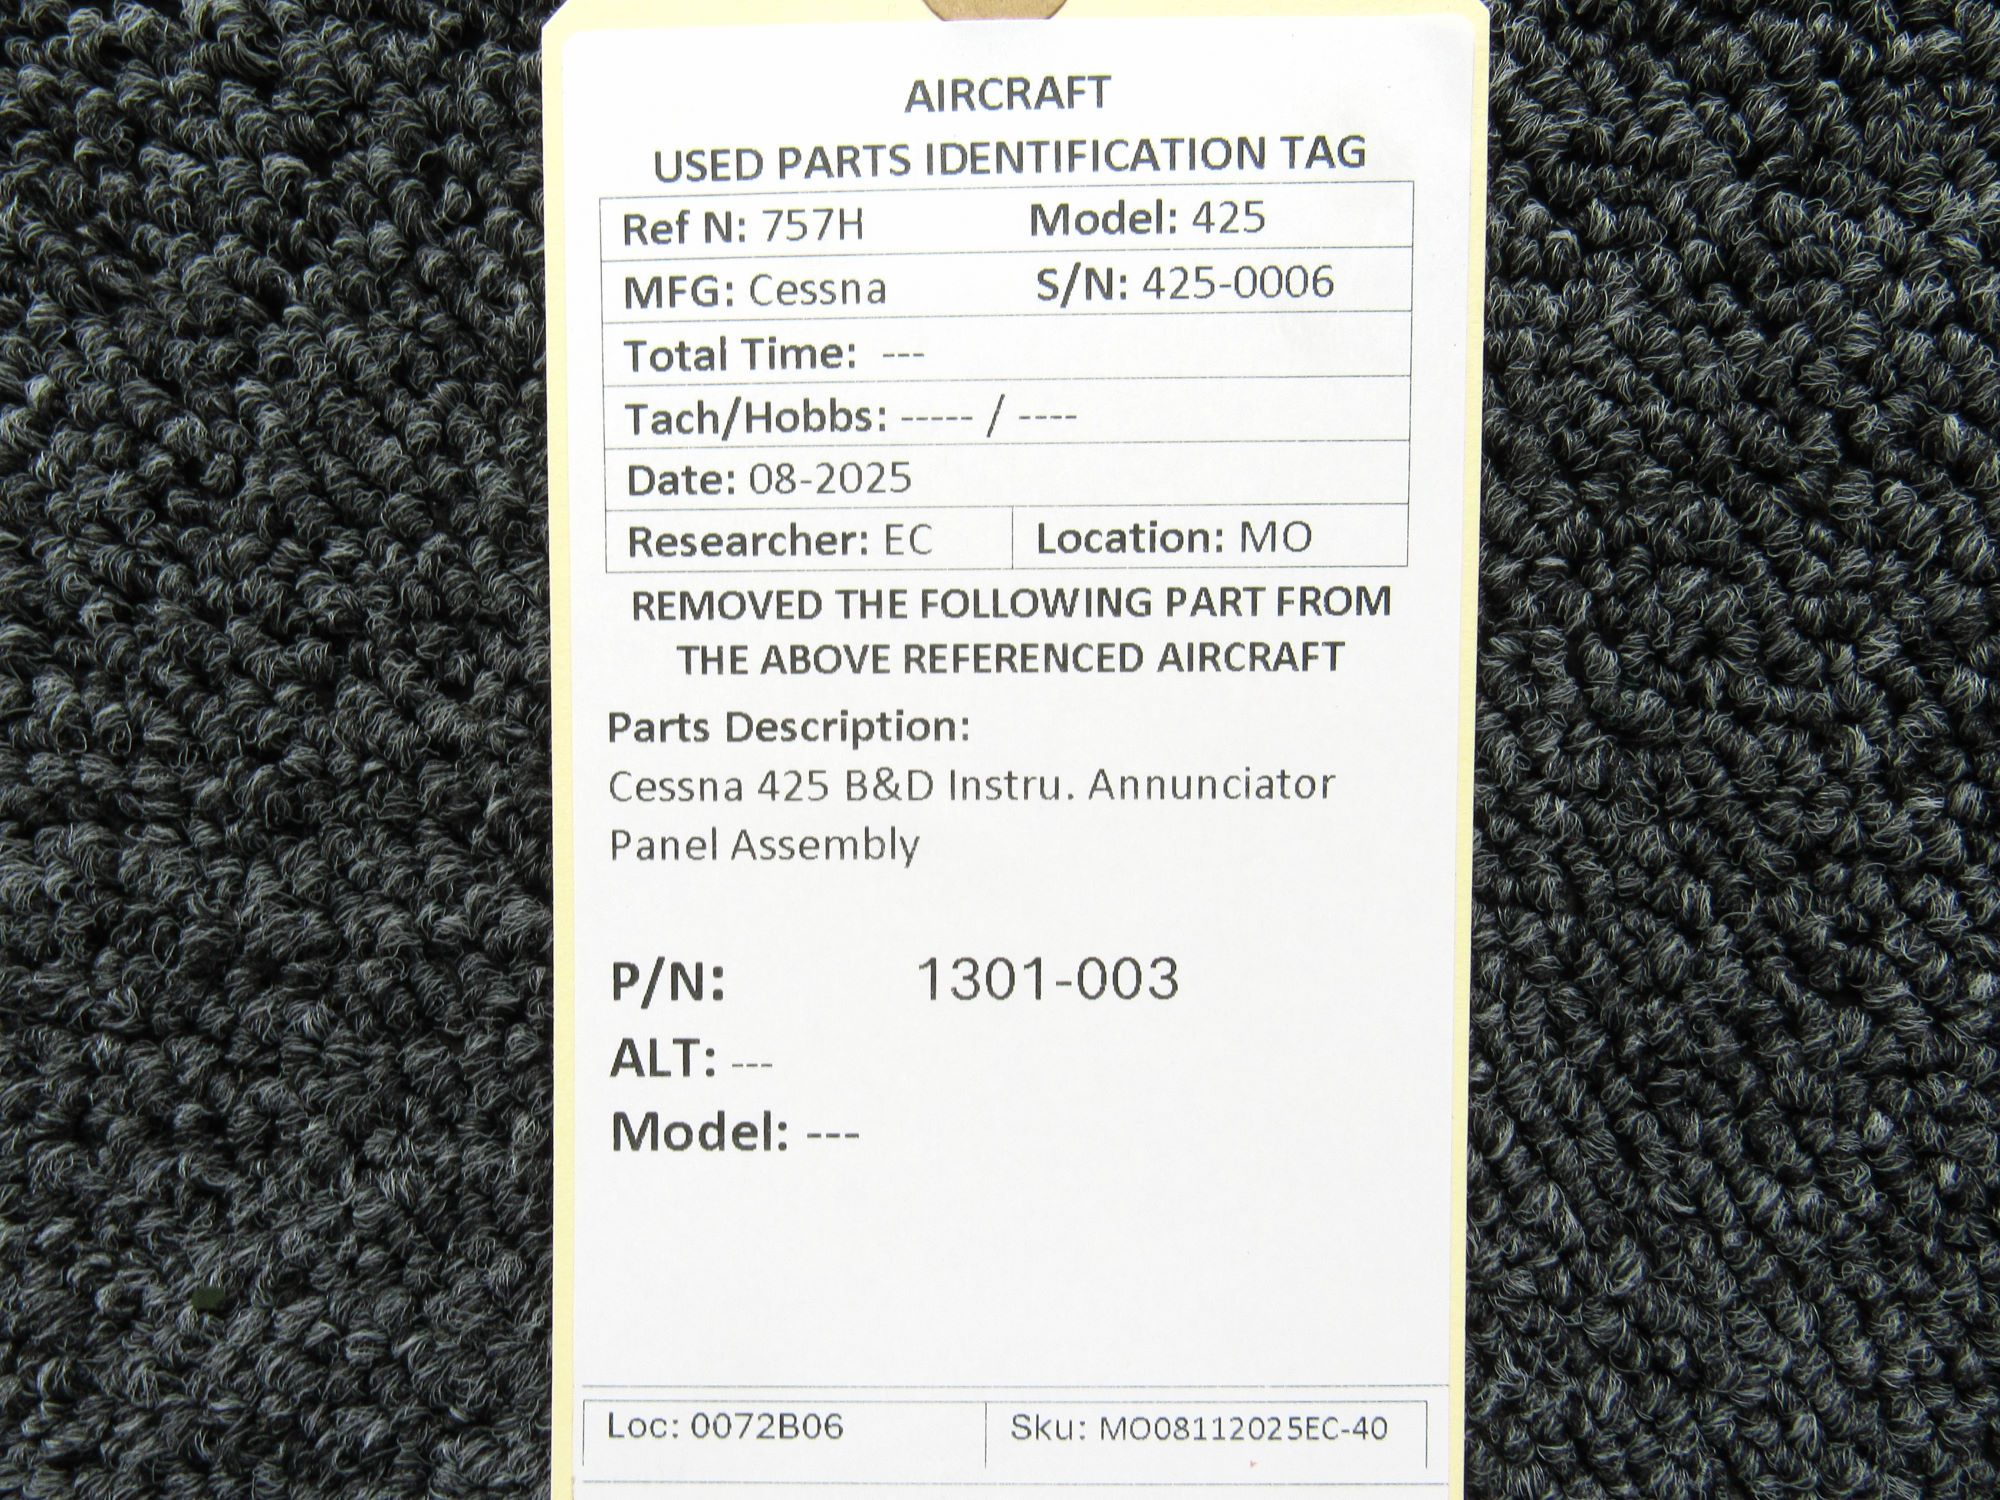 AIRCRAFT
USED PARTS IDENTIFICATION TAG
Ref N: 757H Model: 425
MFG: Cessna S/N: 425-0006
Total Time: ---
Tach/Hobbs: ----- / ----
Date: 08-2025
Researcher: EC Location: MO
REMOVED THE FOLLOWING PART FROM
THE ABOVE REFERENCED AIRCRAFT
Parts Description:
Cessna 425 B&D Instru. Annunciator
Panel Assembly
P/N: 1301-003
ALT: ---
Model: ---
Loc: 0072B06 Sku: MO08112025EC-40